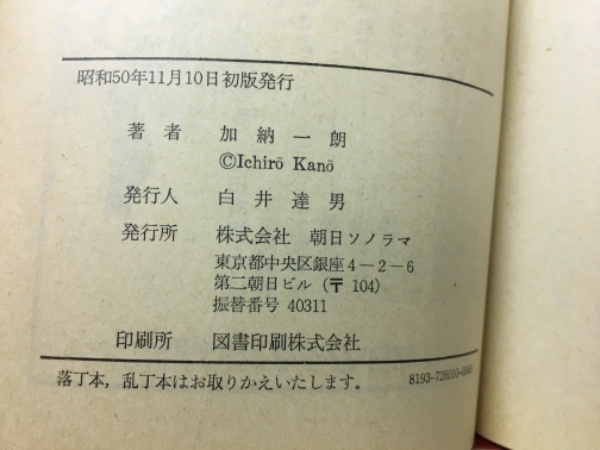 昭和50年11月10日初版発行
著者 加納一朗
©Ichirō Kanō
発行人 白井達男
発行所 株式会社 朝日ソノラマ
東京都中央区銀座4-2-6
第二朝日ビル (〒104)
振替番号 40311
印刷所 図書印刷株式会社
落丁本, 乱丁本はお取りかえいたします。 8193-726010-0049